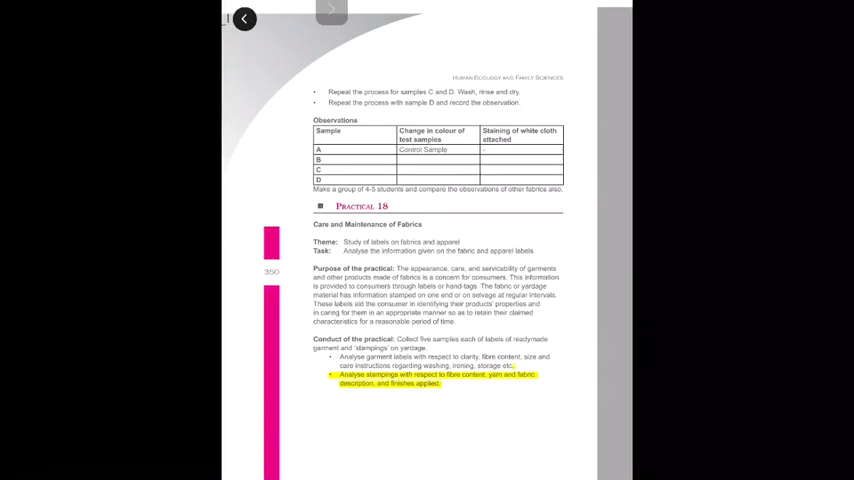 HUMAN ECOLOGY AND FAMILY SCIENCES
• Repeat the process for samples C and D. Wash, rinse and dry.
• Repeat the process with sample D and record the observation.
Observations
Sample Change in colour of test samples Staining of white cloth attached
A Control Sample -
B
C
D
Make a group of 4-5 students and compare the observations of other fabrics also.
■ PRACTICAL 18
Care and Maintenance of Fabrics
Theme: Study of labels on fabrics and apparel
Task: Analyse the information given on the fabric and apparel labels
350
Purpose of the practical: The appearance, care, and servicability of garments
and other products made of fabrics is a concern for consumers. This information
is provided to consumers through labels or hand-tags. The fabric or yardage
material has information stamped on one end or on selvage at regular intervals.
These labels aid the consumer in identifying their products' properties and
in caring for them in an appropriate manner so as to retain their claimed
characteristics for a reasonable period of time.
Conduct of the practical: Collect five samples each of labels of readymade
garment and 'stampings' on yardage.
• Analyse garment labels with respect to clarity, fibre content, size and
care instructions regarding washing, ironing, storage etc.
• Analyse stampings with respect to fibre content, yarn and fabric
description, and finishes applied.